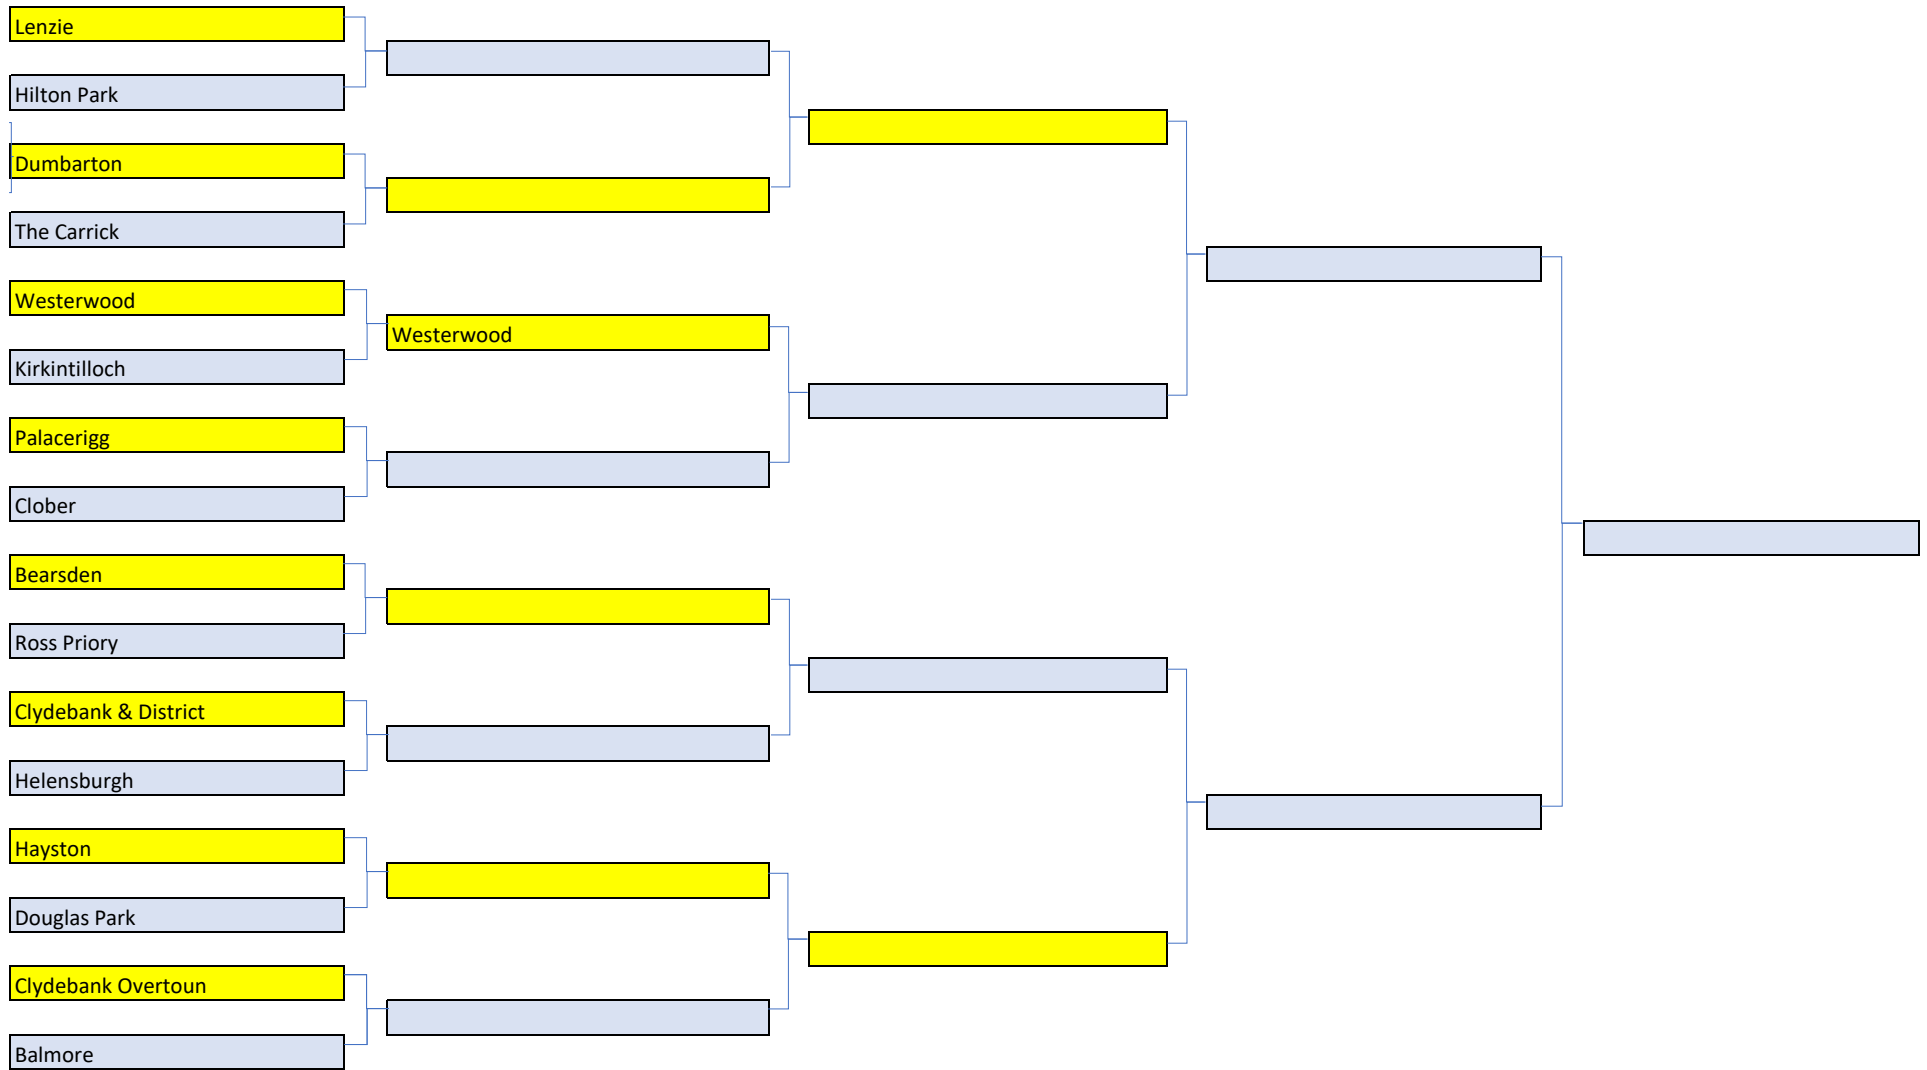 Lenzie
Hilton Park
Dumbarton
The Carrick
Westerwood
Westerwood
Kirkintilloch
Palacerigg
Clober
Bearsden
Ross Priory
Clydebank & District
Helensburgh
Hayston
Douglas Park
Clydebank Overtoun
Balmore